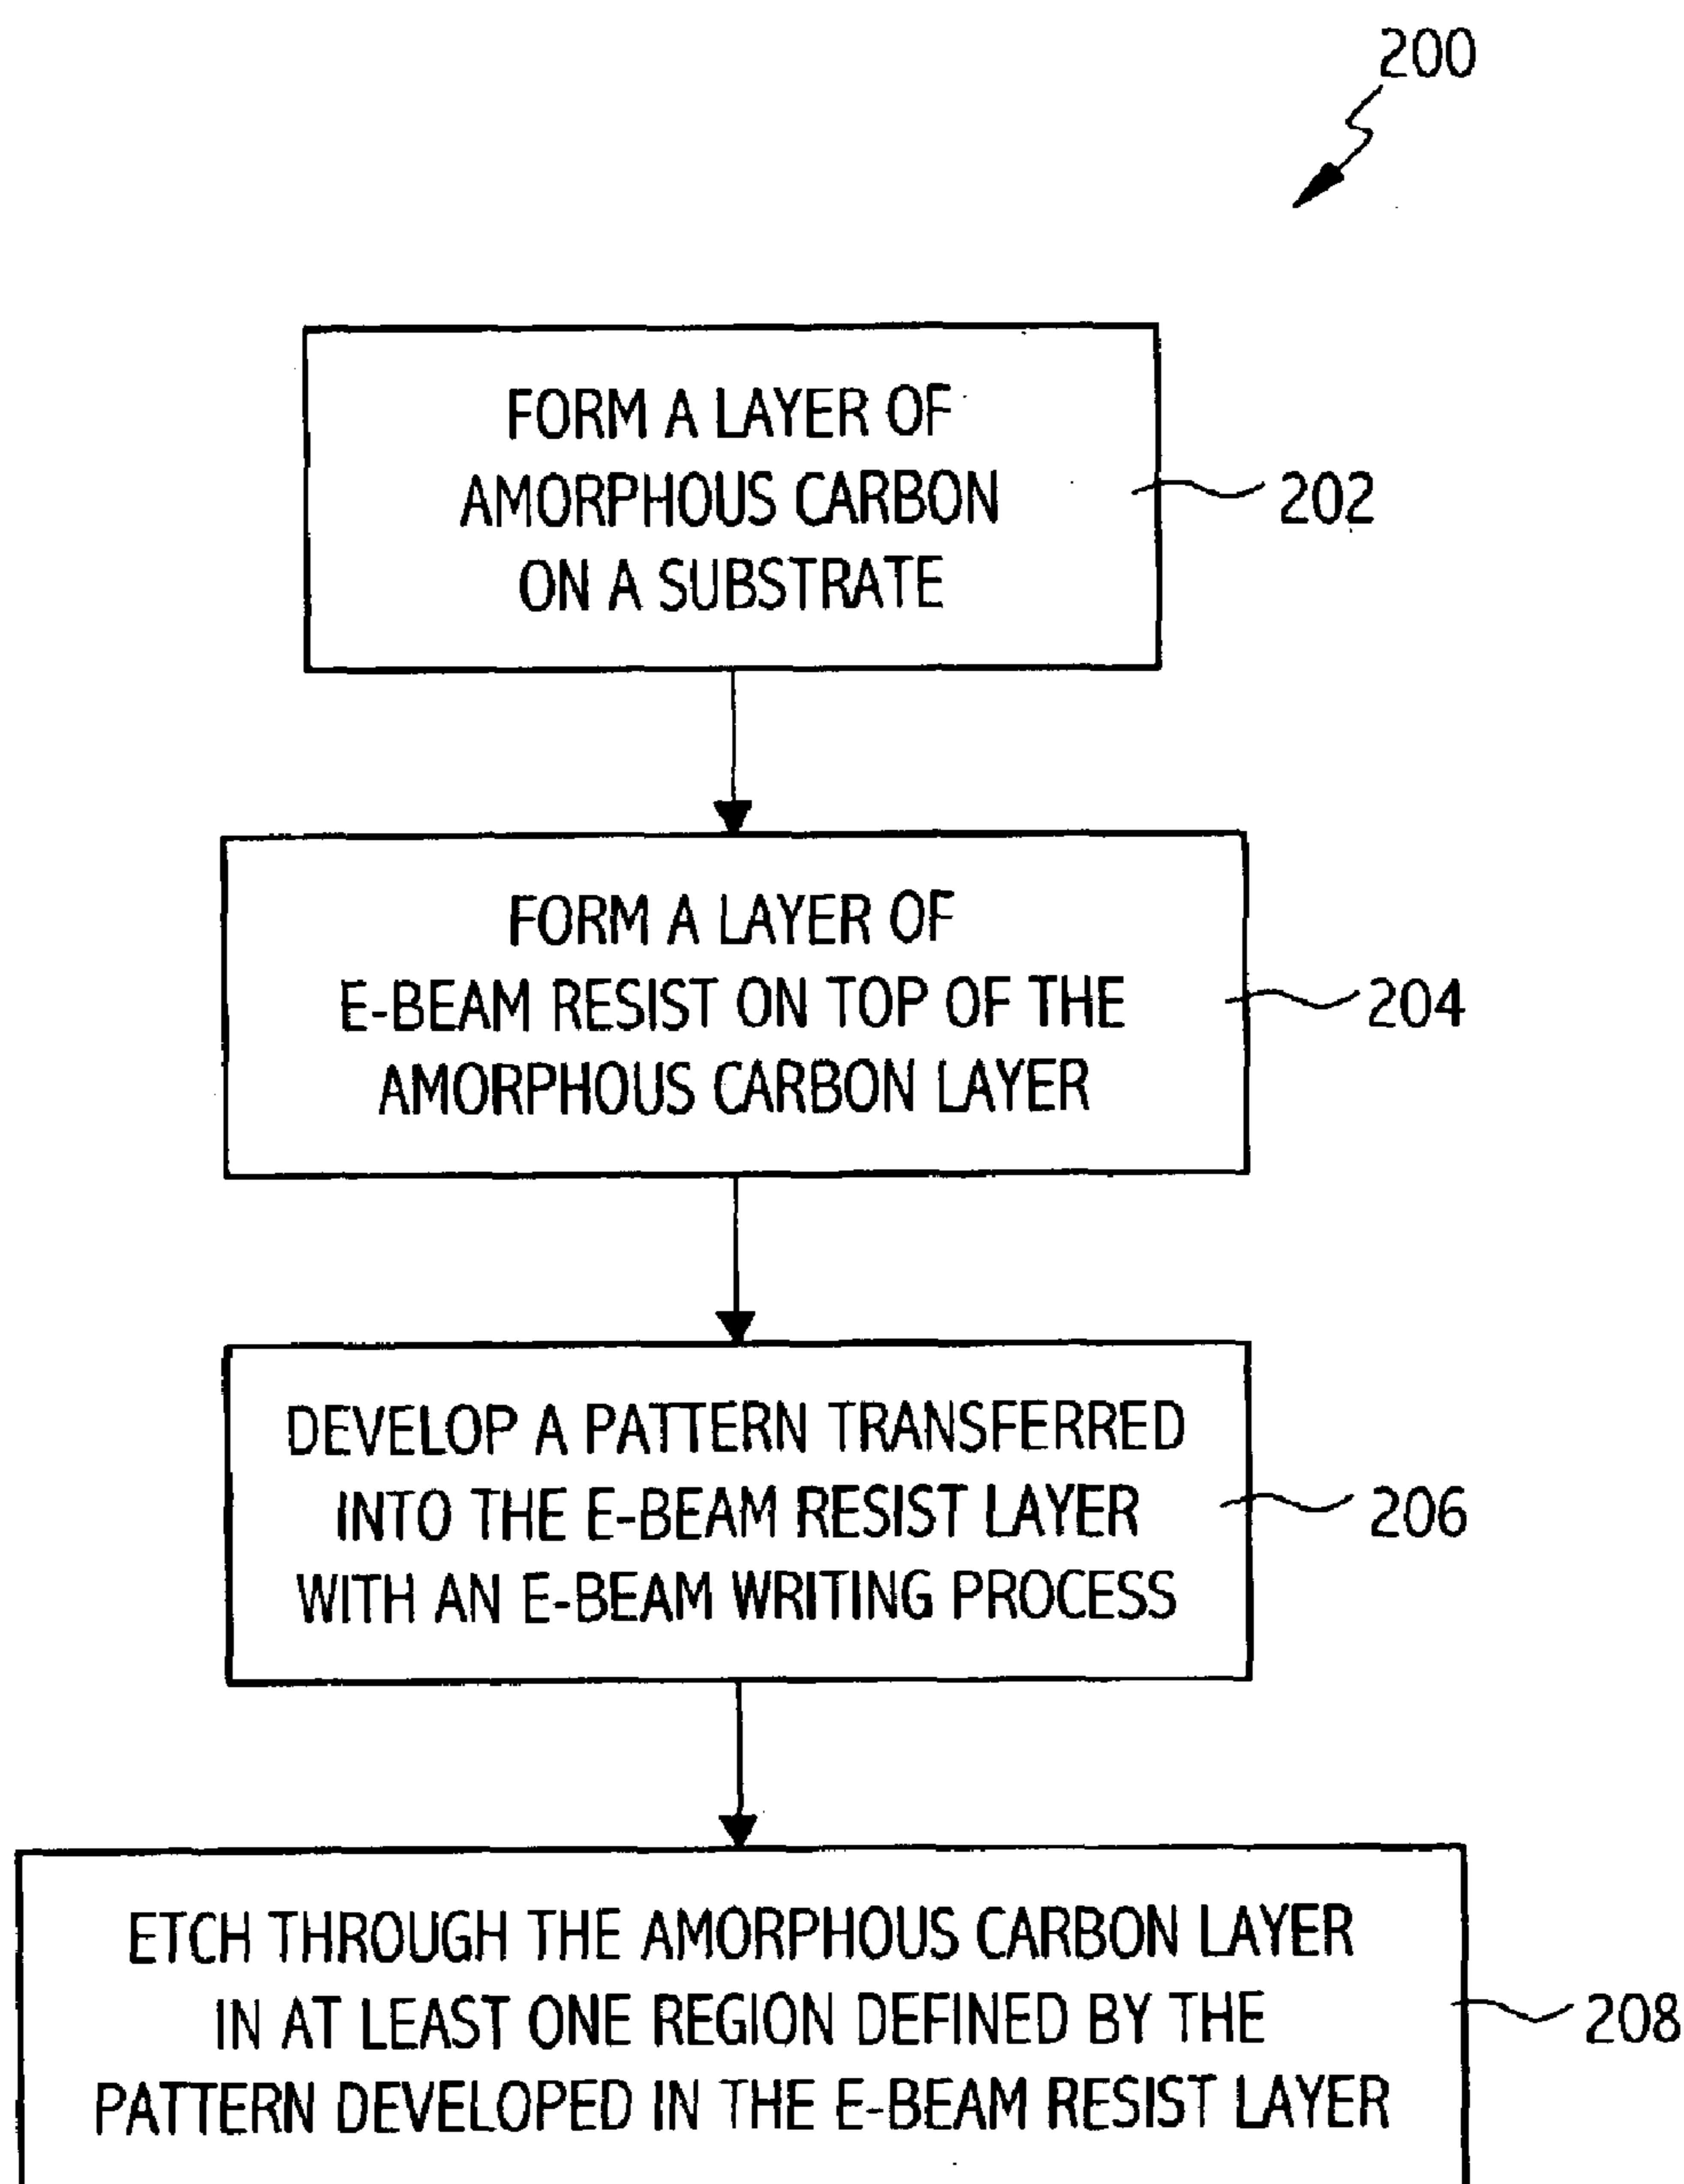 200
FORM A LAYER OF
AMORPHOUS CARBON
ON A SUBSTRATE
202
FORM A LAYER OF
E-BEAM RESIST ON TOP OF THE
AMORPHOUS CARBON LAYER
204
DEVELOP A PATTERN TRANSFERRED
INTO THE E-BEAM RESIST LAYER
WITH AN E-BEAM WRITING PROCESS
206
ETCH THROUGH THE AMORPHOUS CARBON LAYER
IN AT LEAST ONE REGION DEFINED BY THE
PATTERN DEVELOPED IN THE E-BEAM RESIST LAYER
208